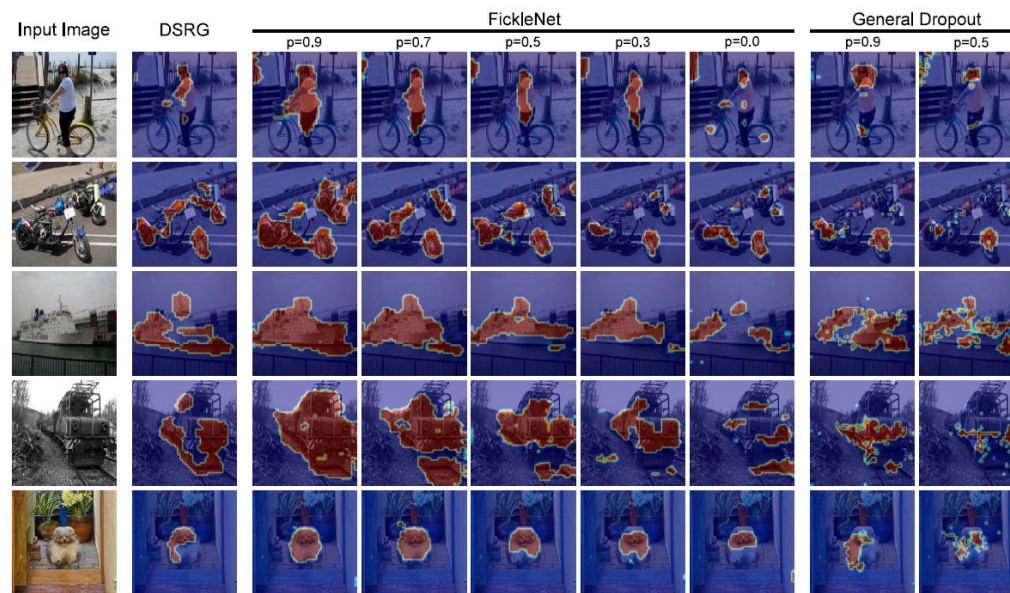 Input Image
DSRG
FickleNet
General Dropout
p=0.9
p=0.7
p=0.5
p=0.3
p=0.0
p=0.9
p=0.5